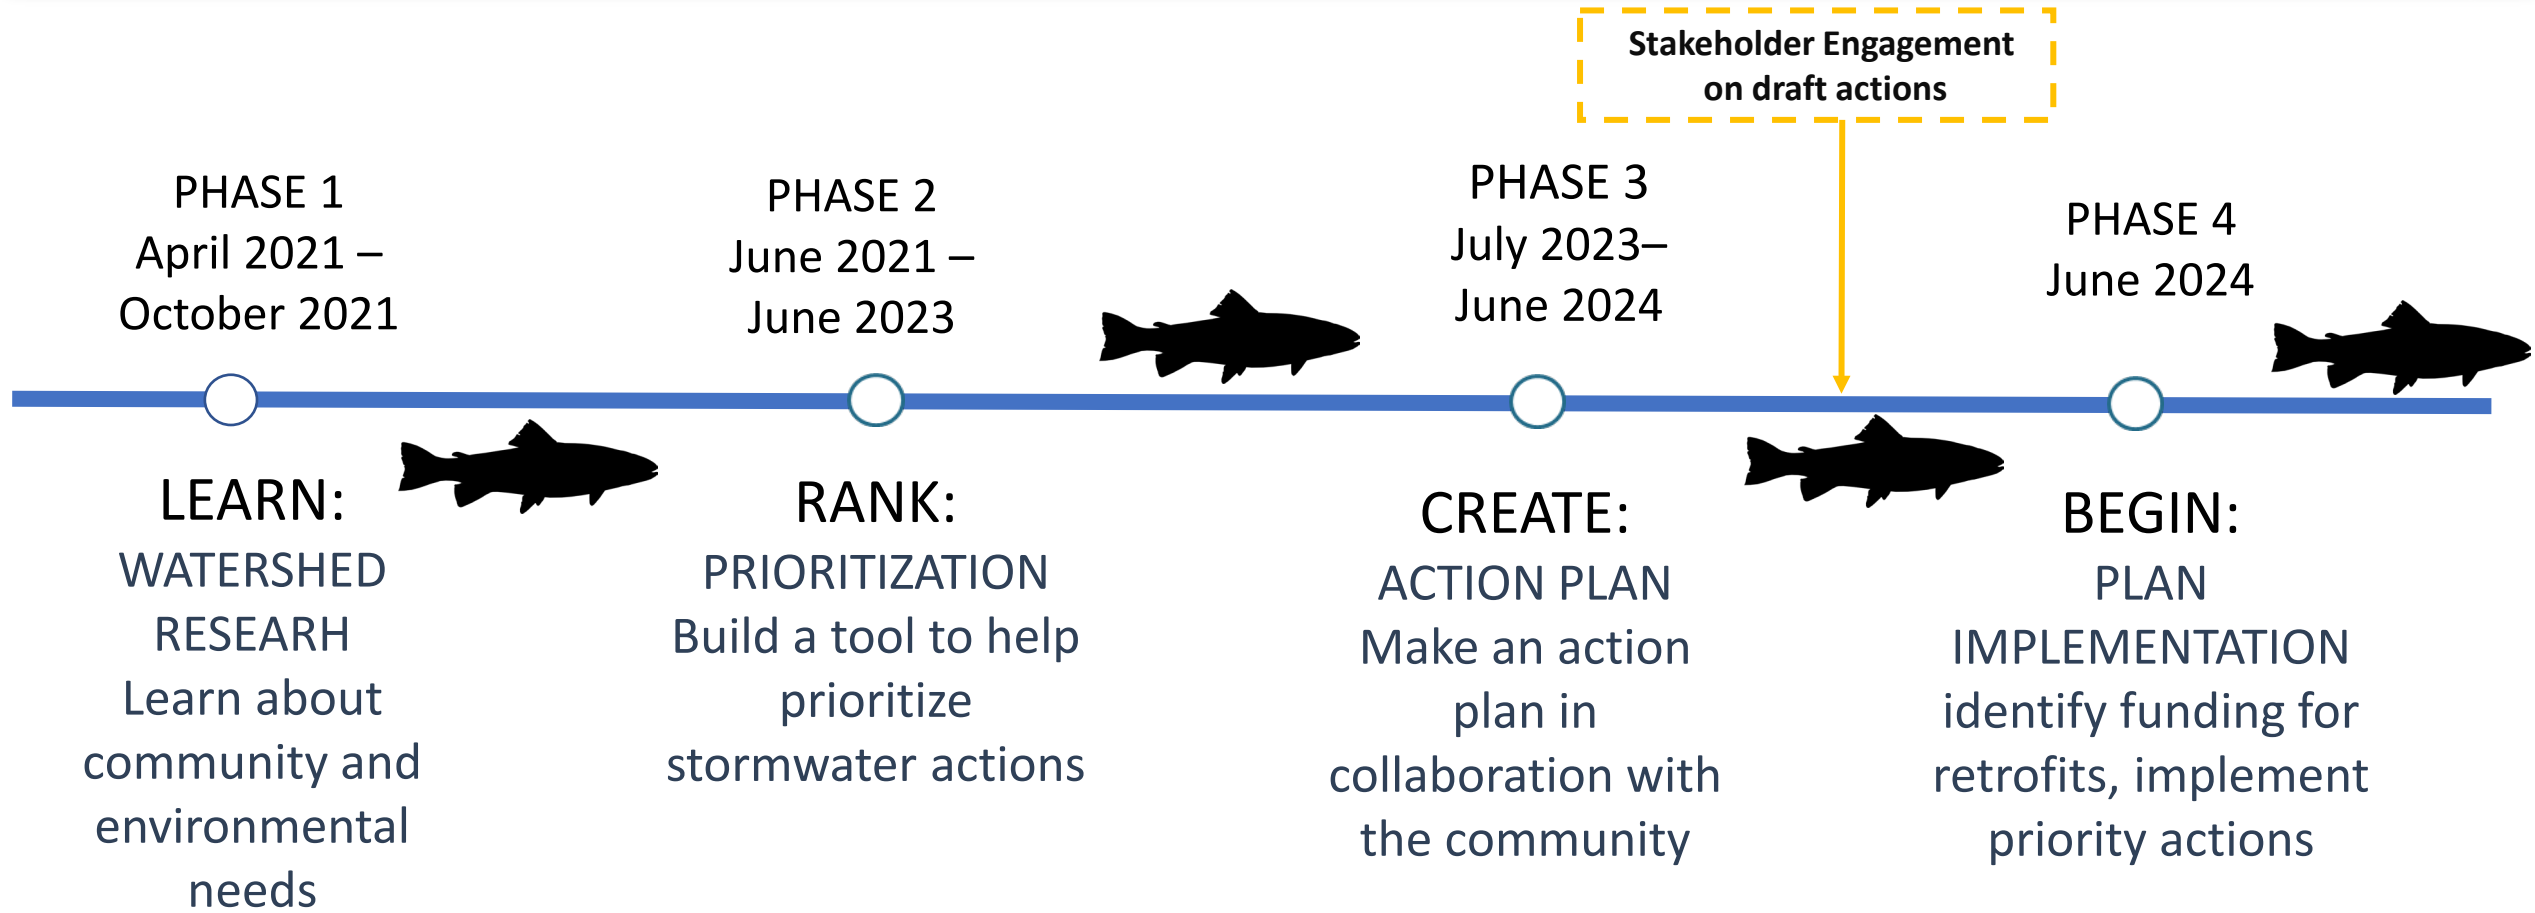 Stakeholder Engagement
on draft actions
PHASE 1
April 2021 –
October 2021
PHASE 2
June 2021 –
June 2023
PHASE 3
July 2023–
June 2024
PHASE 4
June 2024
LEARN:
WATERSHED
RESEARH
Learn about
community and
environmental
needs
RANK:
PRIORITIZATION
Build a tool to help
prioritize
stormwater actions
CREATE:
ACTION PLAN
Make an action
plan in
collaboration with
the community
BEGIN:
PLAN
IMPLEMENTATION
identify funding for
retrofits, implement
priority actions